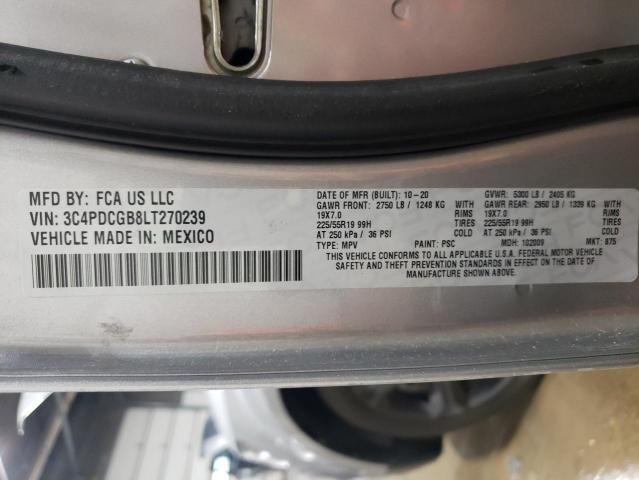 MFD BY: FCA US LLC
VIN: 3C4PDCGB8LT270239
VEHICLE MADE IN: MEXICO
DATE OF MFR (BUILT): 10-20 GVWR: 5300 LB / 2405 KG
GAWR FRONT: 2750 LB / 1248 KG WITH GAWR REAR: 2950 LB / 1339 KG WITH
19X7.0 RIMS 19X7.0 RIMS
225/55R19 99H TIRES 225/55R19 99H TIRES
AT 250 kPa / 36 PSI COLD AT 250 kPa / 36 PSI COLD
TYPE: MPV PAINT: PSC MDH: 102809 MKT: 875
THIS VEHICLE CONFORMS TO ALL APPLICABLE U.S.A. FEDERAL MOTOR VEHICLE
SAFETY AND THEFT PREVENTION STANDARDS IN EFFECT ON THE DATE OF
MANUFACTURE SHOWN ABOVE.